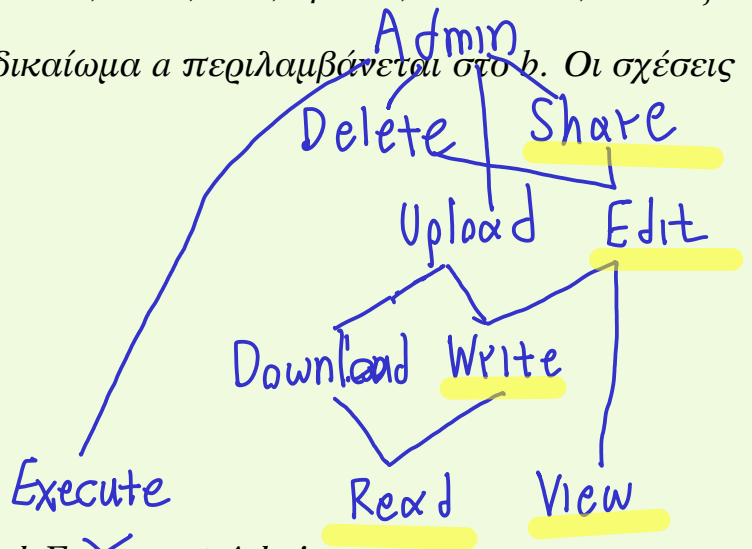 Admin
δικαίωμα a περιλαμβάνεται στο b. Οι σχέσεις
Delete Share
Upload Edit
Download Write
Execute Read View